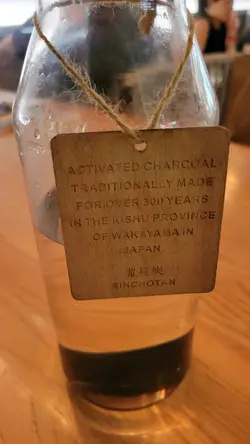 ACTIVATED CHARCOAL
TRADITIONALLY MADE
FOR OVER 300 YEARS
IN THE KISHU PROVINCE
OF WAKAYAMA IN
JAPAN.
備長炭
BINCHOTAN